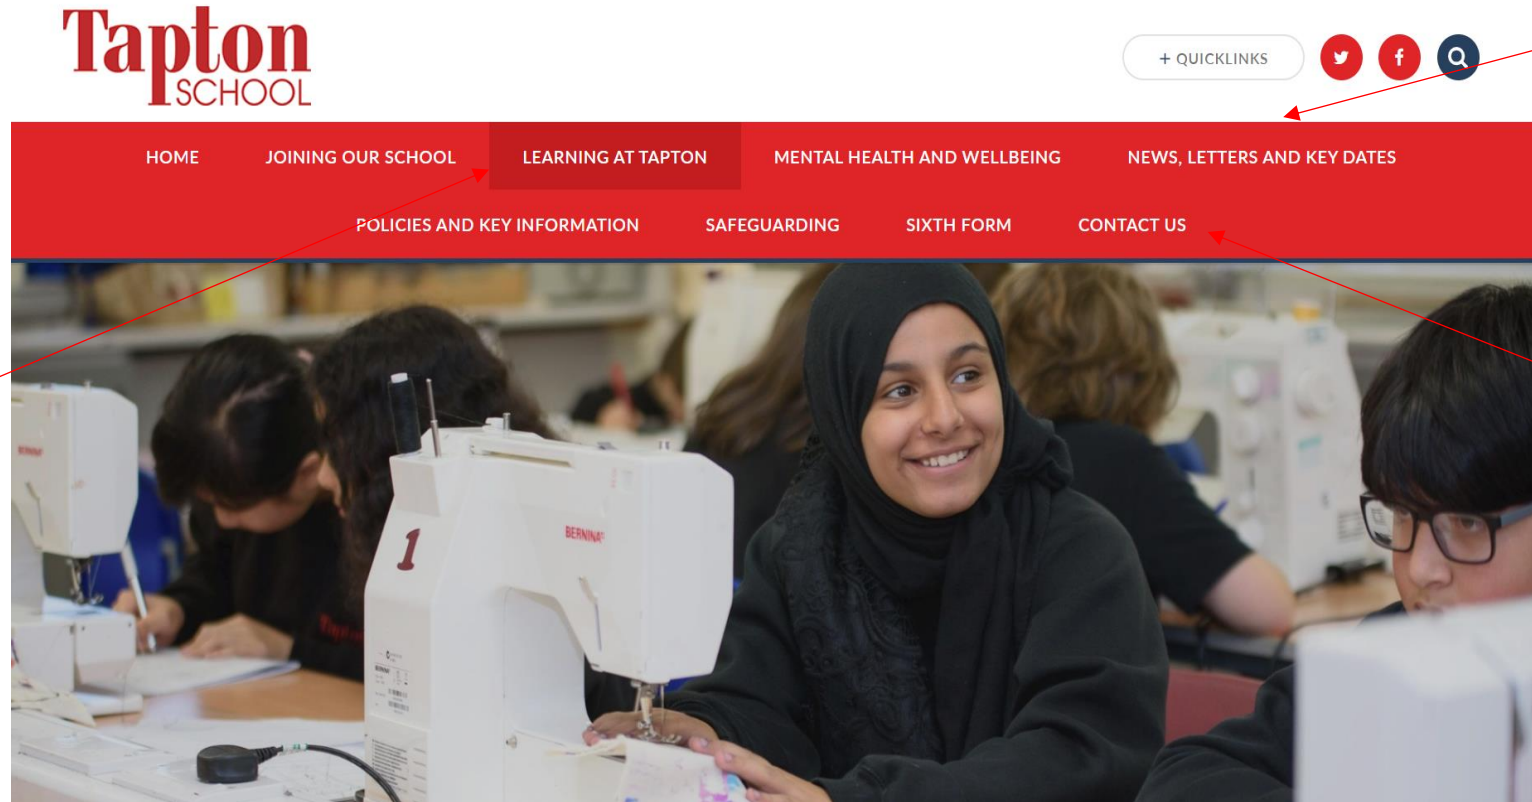 Tapton
SCHOOL
+ QUICKLINKS
HOME JOINING OUR SCHOOL LEARNING AT TAPTON MENTAL HEALTH AND WELLBEING NEWS, LETTERS AND KEY DATES
POLICIES AND KEY INFORMATION SAFEGUARDING SIXTH FORM CONTACT US
BERNINA
1
BERNINA